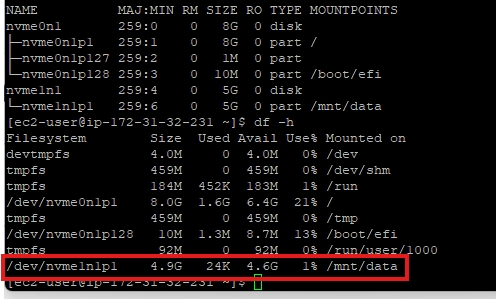 NAME          MAJ:MIN RM SIZE RO TYPE MOUNTPOINTS
nvme0n1       259:0    0   8G  0 disk
├─nvme0n1p1   259:1    0   8G  0 part /
├─nvme0n1p127 259:2    0   1M  0 part
└─nvme0n1p128 259:3    0  10M  0 part /boot/efi
nvme1n1       259:4    0   5G  0 disk
└─nvme1n1p1   259:6    0   5G  0 part /mnt/data
[ec2-user@ip-172-31-32-231 ~]$ df -h
Filesystem        Size  Used Avail Use% Mounted on
devtmpfs          4.0M     0  4.0M   0% /dev
tmpfs             459M     0  459M   0% /dev/shm
tmpfs             184M  452K  183M   1% /run
/dev/nvme0n1p1    8.0G  1.6G  6.4G  21% /
tmpfs             459M     0  459M   0% /tmp
/dev/nvme0n1p128   10M  1.3M  8.7M  13% /boot/efi
tmpfs              92M     0   92M   0% /run/user/1000
/dev/nvme1n1p1    4.9G   24K  4.6G   1% /mnt/data
[ec2-user@ip-172-31-32-231 ~]$